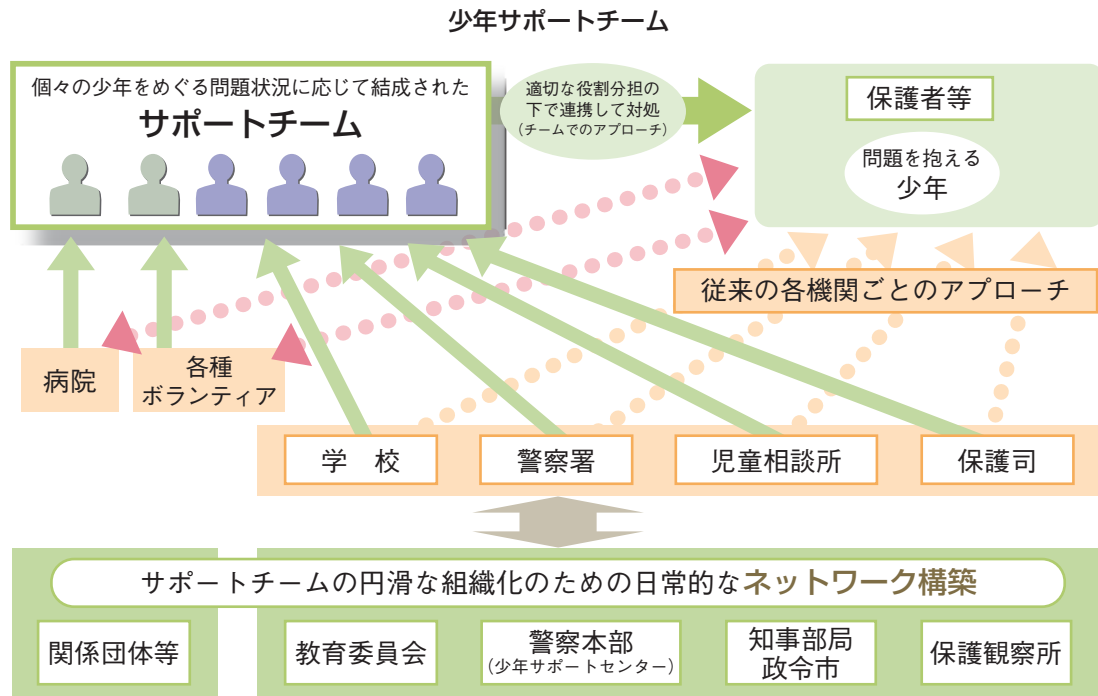 少年サポートチーム
個々の少年をめぐる問題状況に応じて結成された
サポートチーム
適切な役割分担の
下で連携して対処
(チームでのアプローチ)
保護者等
問題を抱える
少年
従来の各機関ごとのアプローチ
病院
各種
ボランティア
学　校
警察署
児童相談所
保護司
サポートチームの円滑な組織化のための日常的なネットワーク構築
関係団体等
教育委員会
警察本部
(少年サポートセンター)
知事部局
政令市
保護観察所